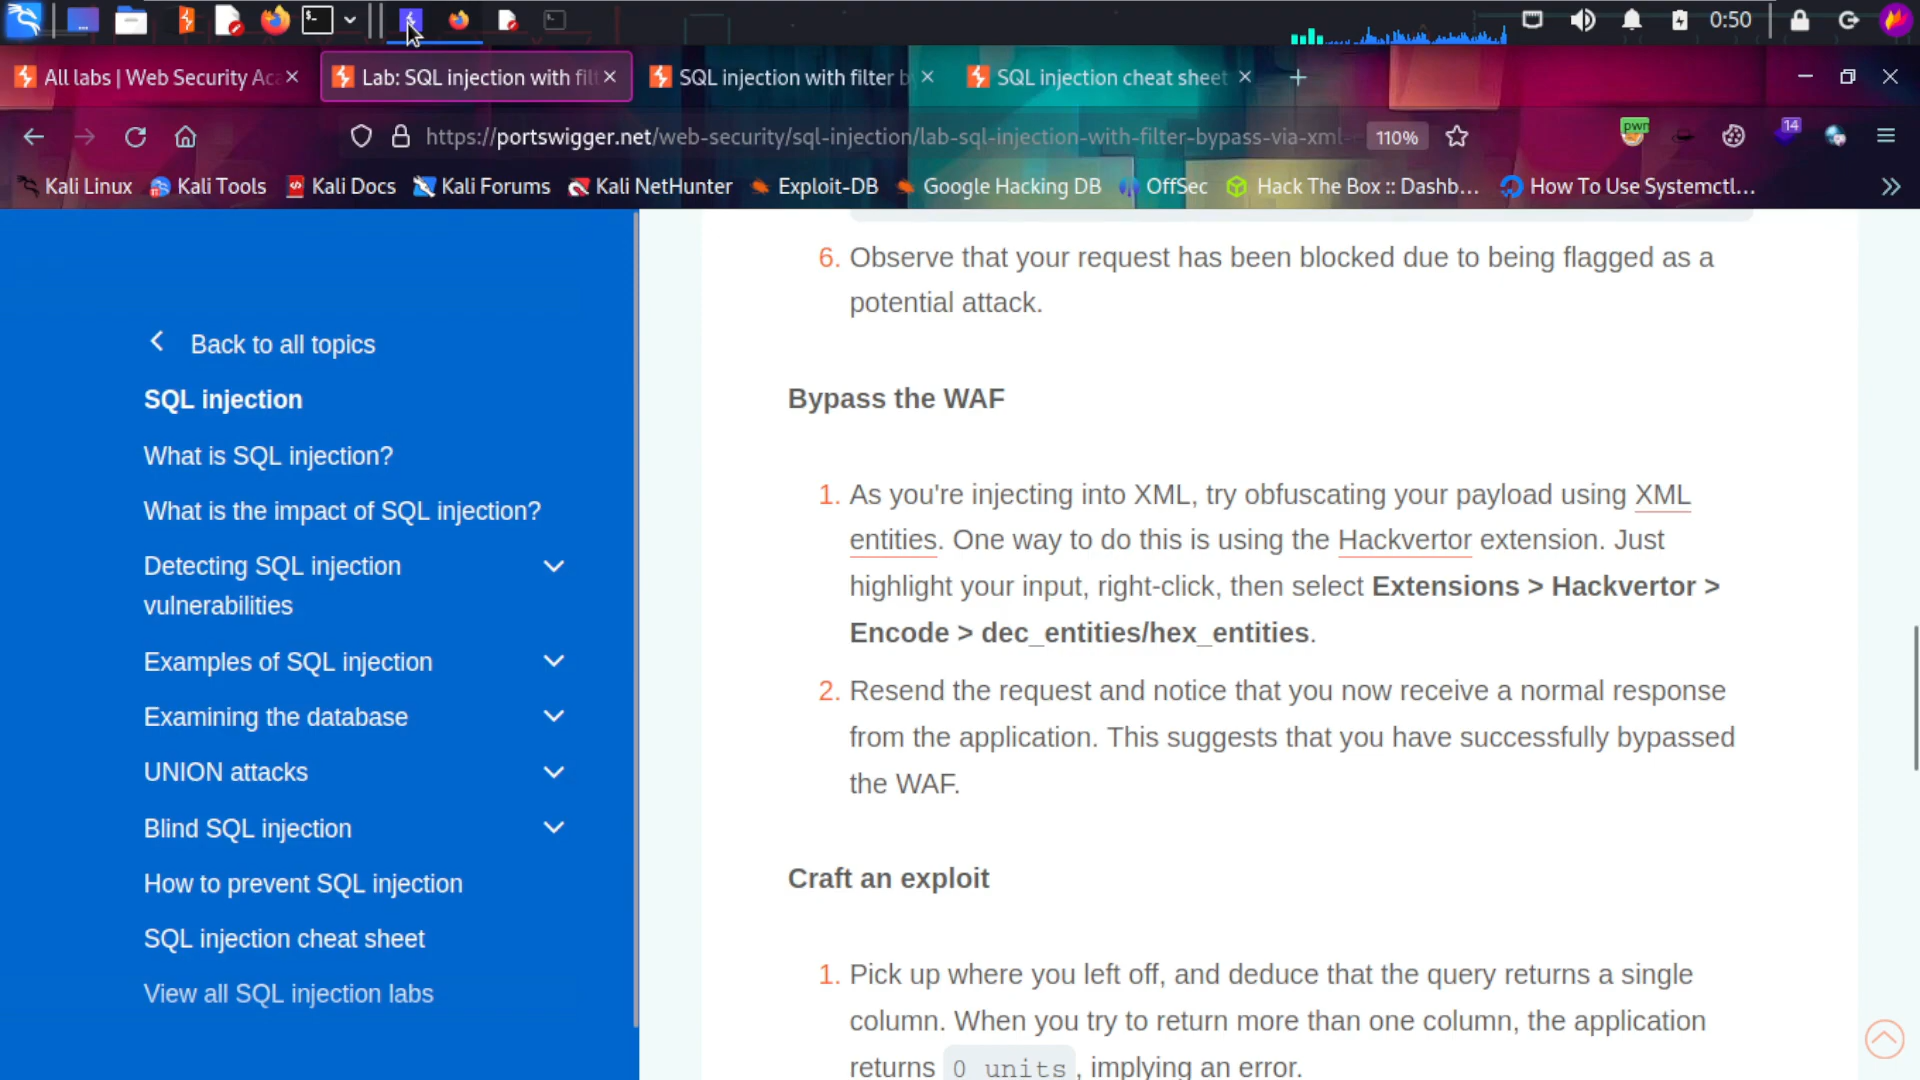 0:50
All labs | Web Security Ac
Lab: SQL injection with filt
SQL injection with filter b
SQL injection cheat sheet
https://portswigger.net/web-security/sql-injection/lab-sql-injection-with-filter-bypass-via-xml-
110%
pwn
14
Kali Linux
Kali Tools
Kali Docs
Kali Forums
Kali NetHunter
Exploit-DB
Google Hacking DB
OffSec
Hack The Box :: Dashb...
How To Use Systemctl...
Back to all topics
SQL injection
What is SQL injection?
What is the impact of SQL injection?
Detecting SQL injection
vulnerabilities
Examples of SQL injection
Examining the database
UNION attacks
Blind SQL injection
How to prevent SQL injection
SQL injection cheat sheet
View all SQL injection labs
6. Observe that your request has been blocked due to being flagged as a
potential attack.
Bypass the WAF
1. As you're injecting into XML, try obfuscating your payload using XML
entities. One way to do this is using the Hackvertor extension. Just
highlight your input, right-click, then select Extensions > Hackvertor >
Encode > dec_entities/hex_entities.
2. Resend the request and notice that you now receive a normal response
from the application. This suggests that you have successfully bypassed
the WAF.
Craft an exploit
1. Pick up where you left off, and deduce that the query returns a single
column. When you try to return more than one column, the application
returns 0 units, implying an error.